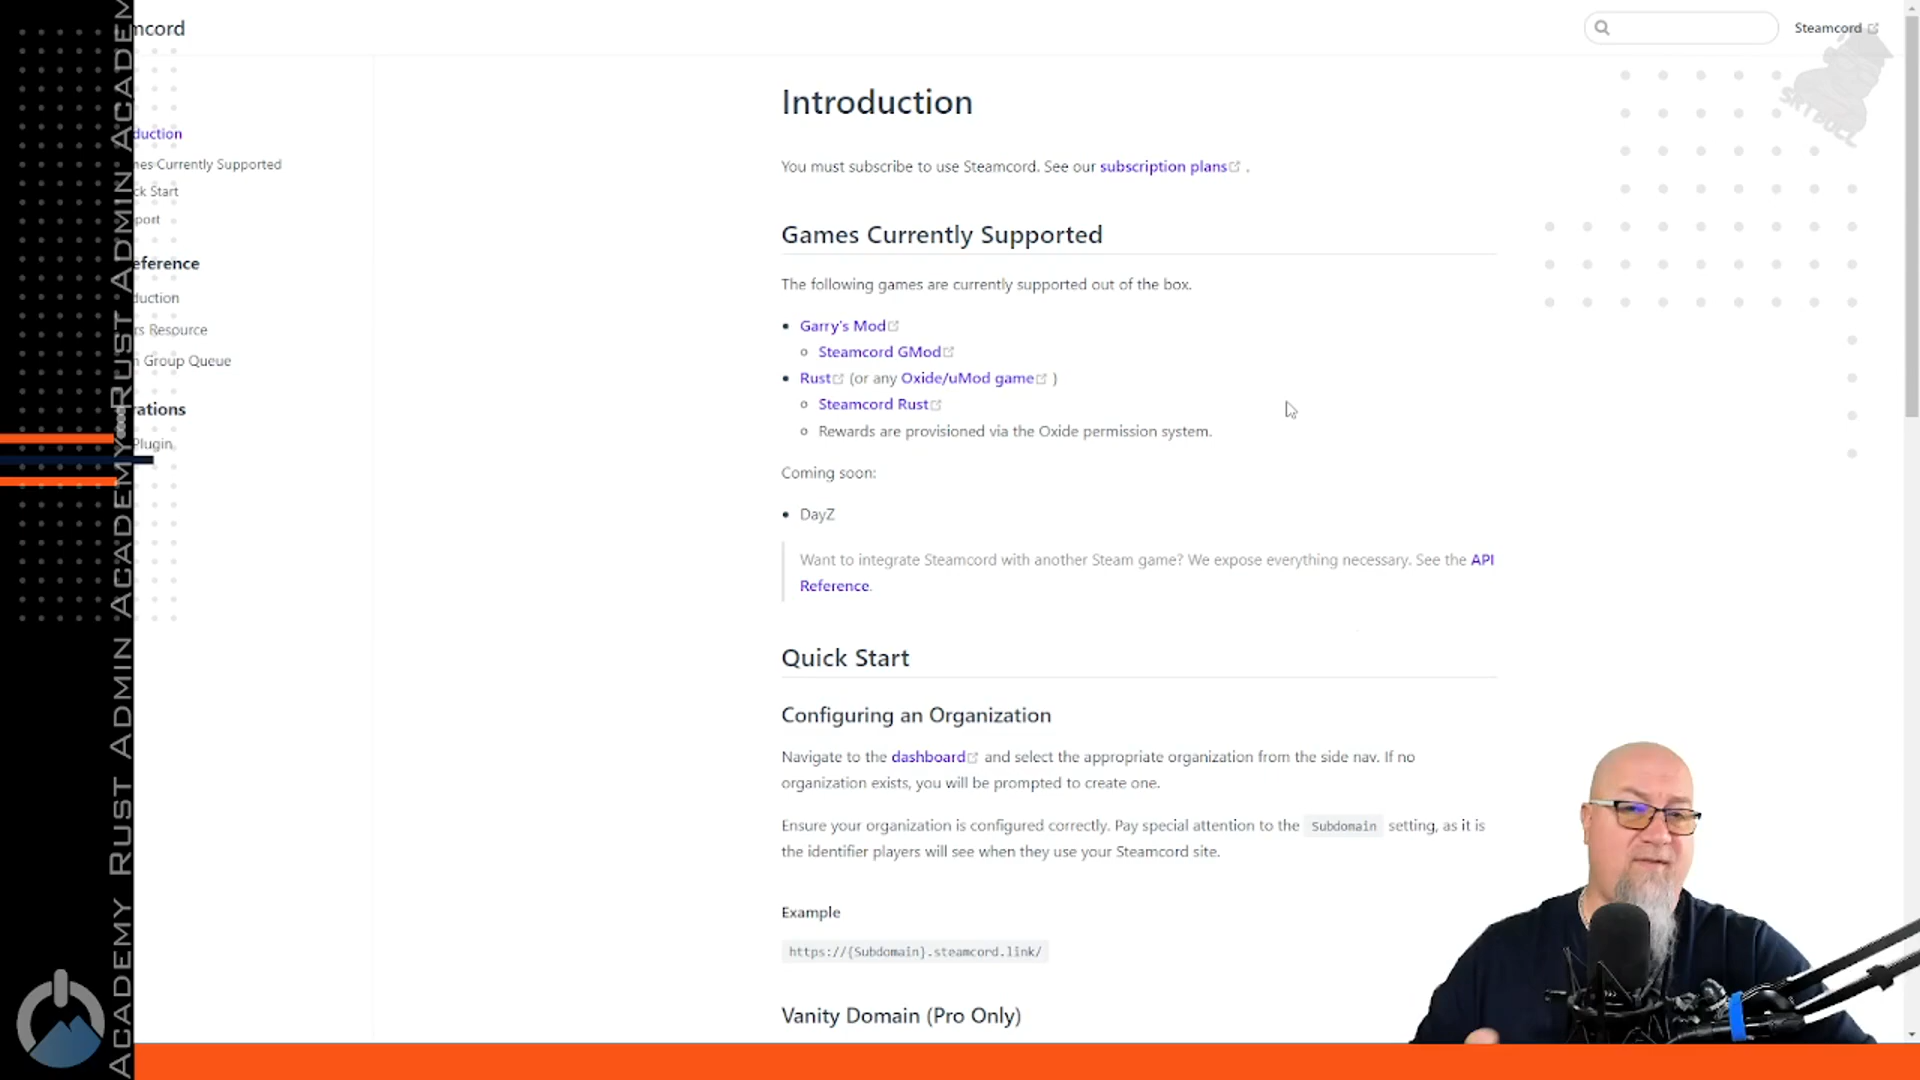 mcord
Steamcord
duction
nes Currently Supported
ck Start
port
eference
duction
rs Resource
n Group Queue
rations
Plugin
Introduction
You must subscribe to use Steamcord. See our subscription plans .
Games Currently Supported
The following games are currently supported out of the box.
• Garry's Mod
Steamcord GMod
• Rust (or any Oxide/uMod game )
Steamcord Rust
Rewards are provisioned via the Oxide permission system.
Coming soon:
• DayZ
Want to integrate Steamcord with another Steam game? We expose everything necessary. See the API
Reference.
Quick Start
Configuring an Organization
Navigate to the dashboard and select the appropriate organization from the side nav. If no
organization exists, you will be prompted to create one.
Ensure your organization is configured correctly. Pay special attention to the Subdomain setting, as it is
the identifier players will see when they use your Steamcord site.
Example
https://{Subdomain}.steamcord.link/
Vanity Domain (Pro Only)
ACADEMY RUST ADMIN ACADEMY RUST ADMIN ACADEM